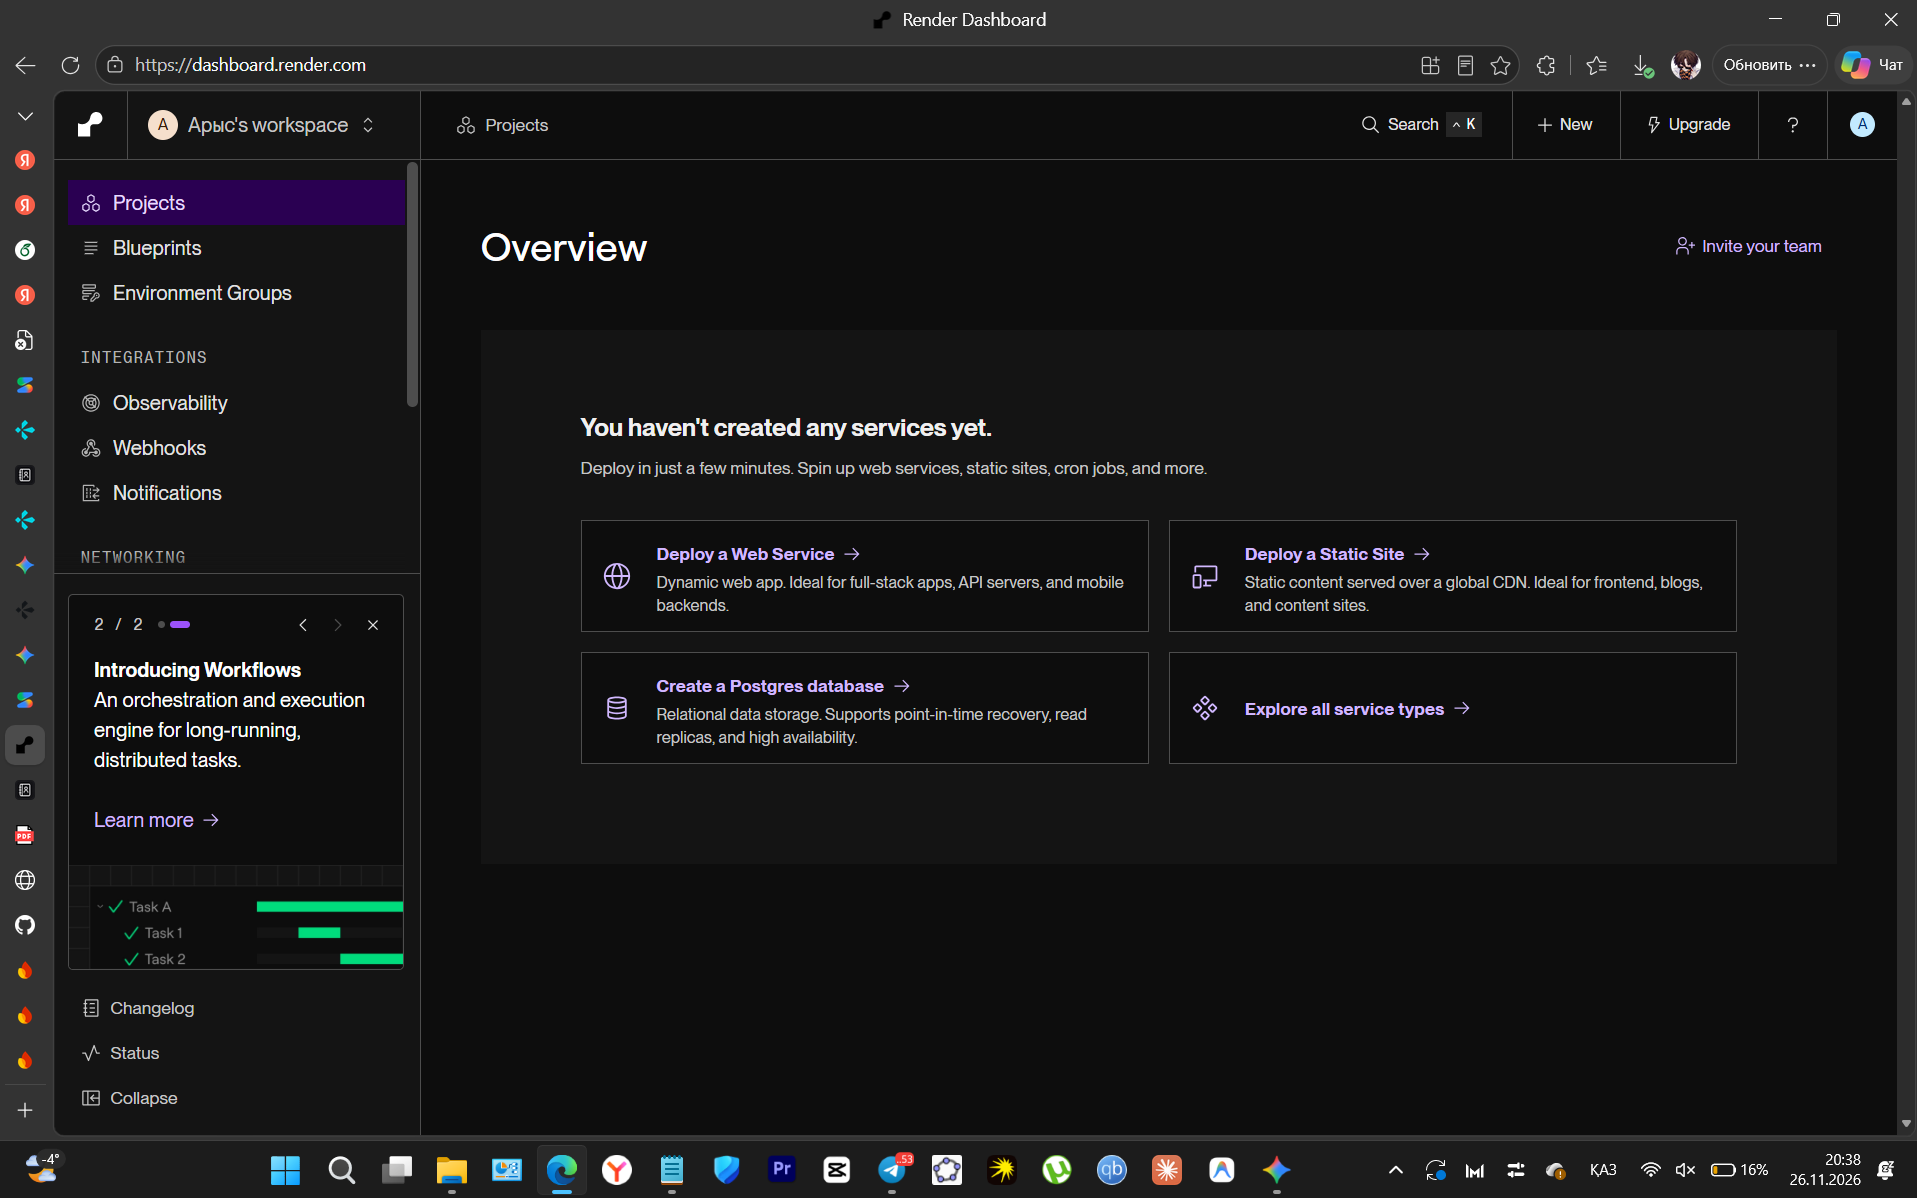 Render Dashboard
https://dashboard.render.com
Обновить
Чат
A
Арыс's workspace
Projects
Search
^ K
+ New
Upgrade
?
A
Projects
Blueprints
Environment Groups
INTEGRATIONS
Observability
Webhooks
Notifications
NETWORKING
2 / 2
Introducing Workflows
An orchestration and execution
engine for long-running,
distributed tasks.
Learn more →
Task A
Task 1
Task 2
Changelog
Status
Collapse
Overview
Invite your team
You haven't created any services yet.
Deploy in just a few minutes. Spin up web services, static sites, cron jobs, and more.
Deploy a Web Service →
Dynamic web app. Ideal for full-stack apps, API servers, and mobile
backends.
Deploy a Static Site →
Static content served over a global CDN. Ideal for frontend, blogs,
and content sites.
Create a Postgres database →
Relational data storage. Supports point-in-time recovery, read
replicas, and high availability.
Explore all service types →
Я
Я
Я
PDF
-4°
Pr
..53
qb
ҚАЗ
16%
20:38
26.11.2026